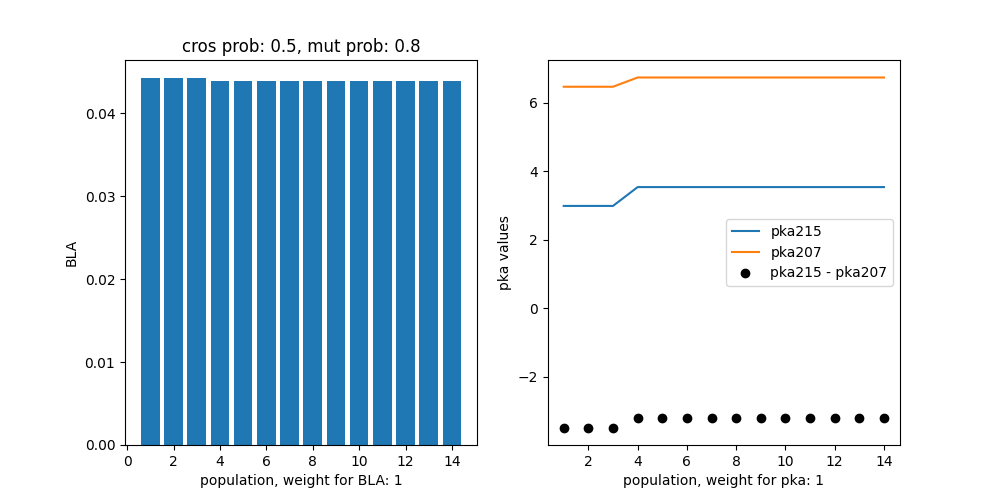 cros prob: 0.5, mut prob: 0.8
BLA
0.04
0.03
0.02
0.01
0.00
0 2 4 6 8 10 12 14
population, weight for BLA: 1
pka values
6
4
2
0
−2
pka215
pka207
pka215 - pka207
2 4 6 8 10 12 14
population, weight for pka: 1